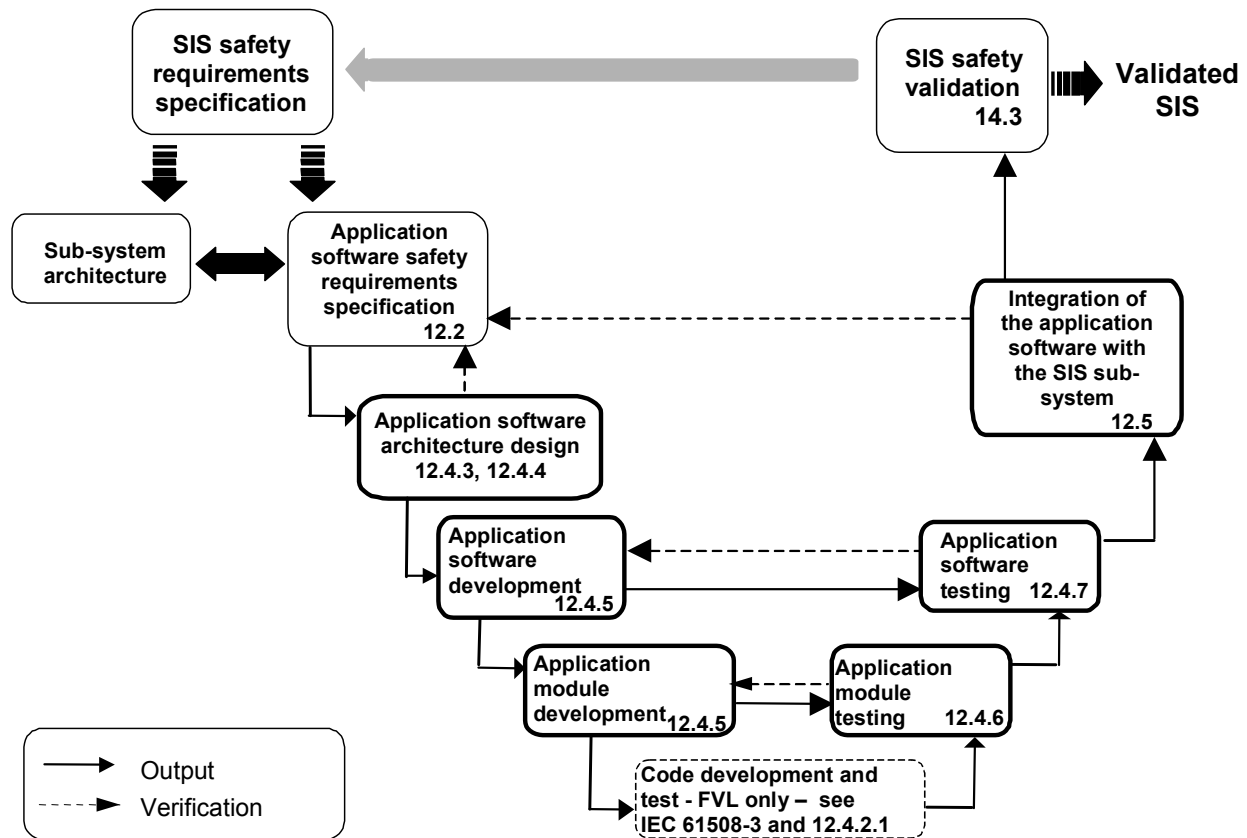 SIS safety
requirements
specification
SIS safety
validation
14.3
Validated
SIS
Sub-system
architecture
Application
software safety
requirements
specification
12.2
Integration of
the application
software with
the SIS sub-
system
12.5
Application software
architecture design
12.4.3, 12.4.4
Application
software
development
12.4.5
Application
software
testing 12.4.7
Application
module
development
12.4.5
Application
module
testing 12.4.6
Code development and
test - FVL only – see
IEC 61508-3 and 12.4.2.1
Output
Verification